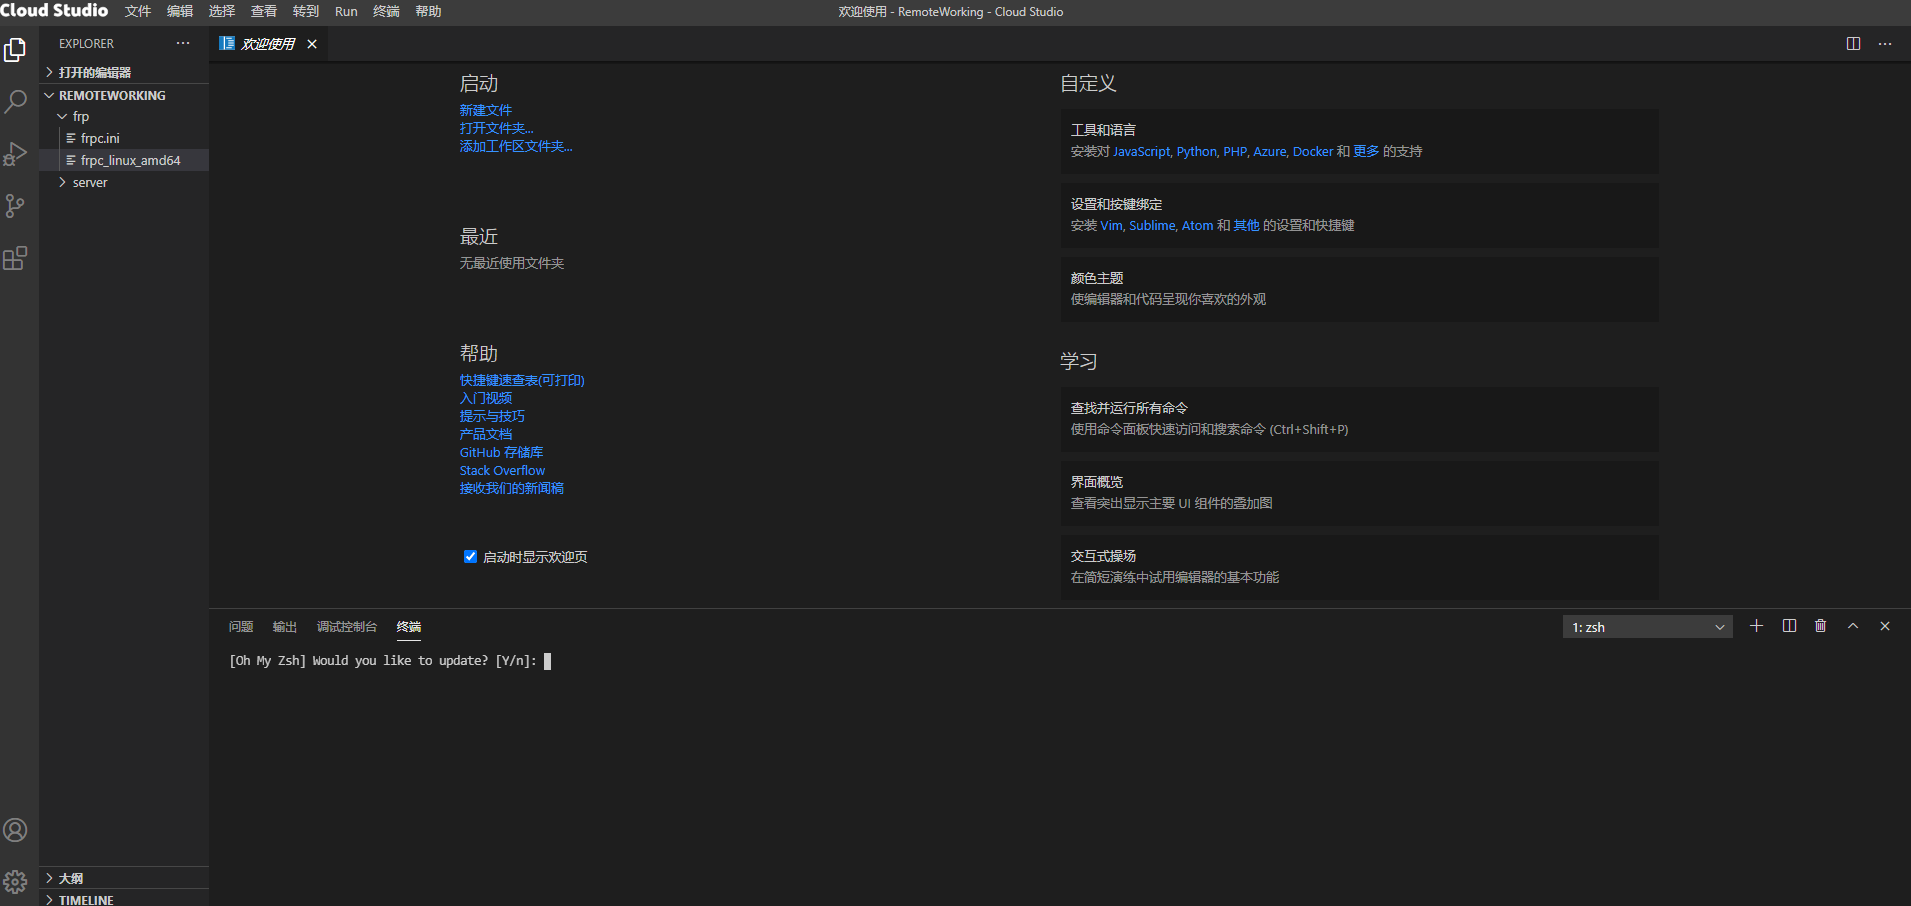 Cloud Studio 文件 编辑 选择 查看 转到 Run 终端 帮助 欢迎使用 - RemoteWorking - Cloud Studio
EXPLORER
欢迎使用
打开的编辑器
REMOTEWORKING
frp
frpc.ini
frpc_linux_amd64
server
大纲
TIMELINE
启动
新建文件
打开文件夹...
添加工作区文件夹...
最近
无最近使用文件夹
帮助
快捷键速查表(可打印)
入门视频
提示与技巧
产品文档
GitHub 存储库
Stack Overflow
接收我们的新闻稿
启动时显示欢迎页
自定义
工具和语言
安装对 JavaScript, Python, PHP, Azure, Docker 和 更多 的支持
设置和按键绑定
安装 Vim, Sublime, Atom 和 其他 的设置和快捷键
颜色主题
使编辑器和代码呈现你喜欢的外观
学习
查找并运行所有命令
使用命令面板快速访问和搜索命令 (Ctrl+Shift+P)
界面概览
查看突出显示主要 UI 组件的叠加图
交互式操场
在简短演练中试用编辑器的基本功能
问题 输出 调试控制台 终端 1: zsh
[Oh My Zsh] Would you like to update? [Y/n]: